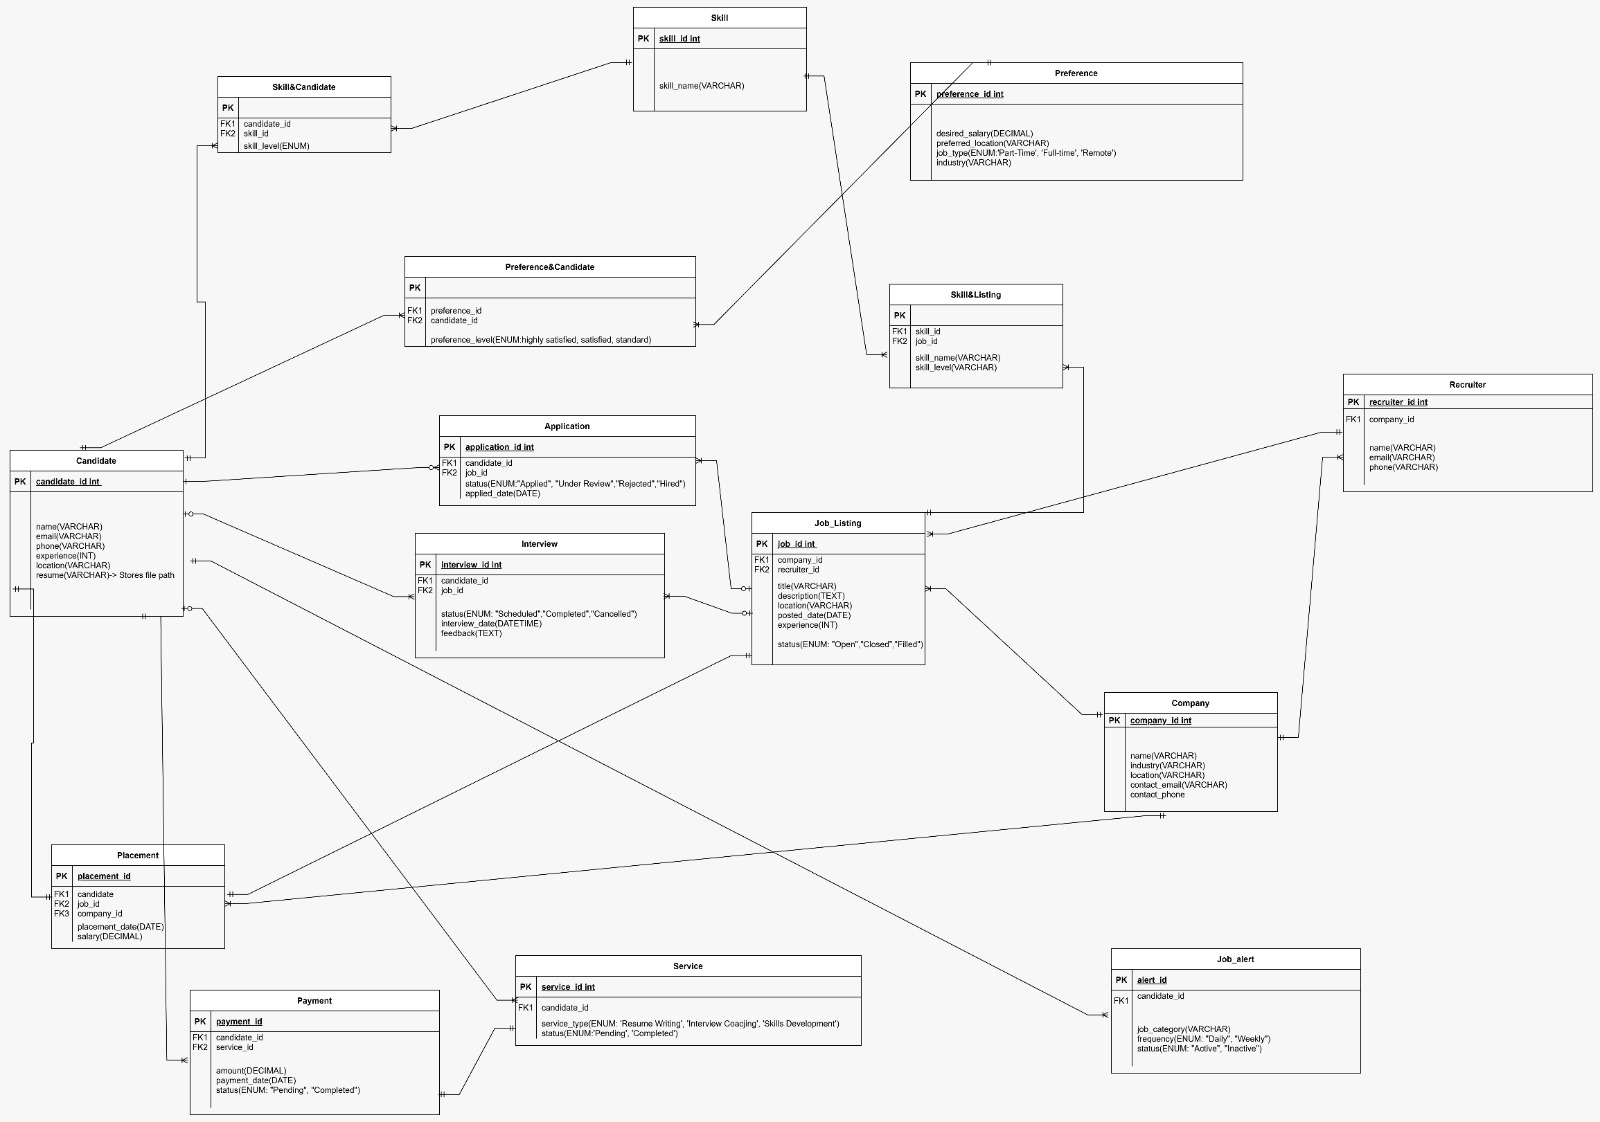 Skill
PK skill_id int
skill_name(VARCHAR)
Skill&Candidate
PK
FK1 candidate_id
FK2 skill_id
skill_level(ENUM)
Preference
PK preference_id int
desired_salary(DECIMAL)
preferred_location(VARCHAR)
job_type(ENUM:'Part-Time', 'Full-time', 'Remote')
industry(VARCHAR)
Preference&Candidate
PK
FK1 preference_id
FK2 candidate_id
preference_level(ENUM:highly satisfied, satisfied, standard)
Skill&Listing
PK
FK1 skill_id
FK2 job_id
skill_name(VARCHAR)
skill_level(VARCHAR)
Recruiter
PK recruiter_id int
FK1 company_id
name(VARCHAR)
email(VARCHAR)
phone(VARCHAR)
Application
PK application_id int
FK1 candidate_id
FK2 job_id
status(ENUM:"Applied", "Under Review","Rejected","Hired")
applied_date(DATE)
Candidate
PK candidate_id int
name(VARCHAR)
email(VARCHAR)
phone(VARCHAR)
experience(INT)
location(VARCHAR)
resume(VARCHAR)-> Stores file path
Interview
PK interview_id int
FK1 candidate_id
FK2 job_id
status(ENUM: "Scheduled","Completed","Cancelled")
interview_date(DATETIME)
feedback(TEXT)
Job_Listing
PK job_id int
FK1 company_id
FK2 recruiter_id
title(VARCHAR)
description(TEXT)
location(VARCHAR)
posted_date(DATE)
experience(INT)
status(ENUM: "Open","Closed","Filled")
Company
PK company_id int
name(VARCHAR)
industry(VARCHAR)
location(VARCHAR)
contact_email(VARCHAR)
contact_phone
Placement
PK placement_id
FK1 candidate
FK2 job_id
FK3 company_id
placement_date(DATE)
salary(DECIMAL)
Service
PK service_id int
FK1 candidate_id
service_type(ENUM: 'Resume Writing', 'Interview Coacjing', 'Skills Development')
status(ENUM:'Pending', 'Completed')
Job_alert
PK alert_id
FK1 candidate_id
job_category(VARCHAR)
frequency(ENUM: "Daily", "Weekly")
status(ENUM: "Active", "Inactive")
Payment
PK payment_id
FK1 candidate_id
FK2 service_id
amount(DECIMAL)
payment_date(DATE)
status(ENUM: "Pending", "Completed")